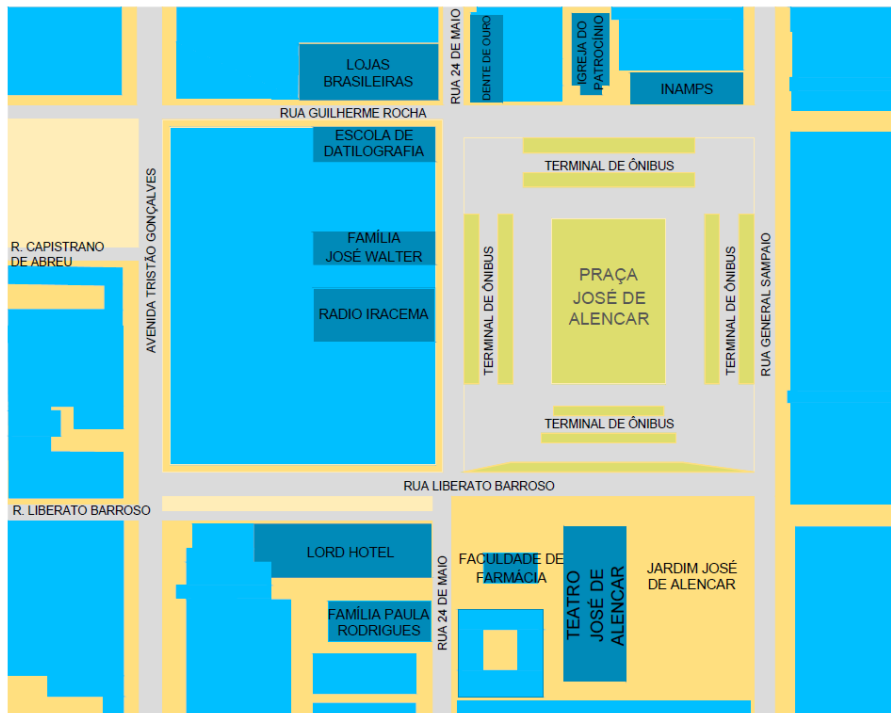 LOJAS
BRASILEIRAS
RUA 24 DE MAIO
DENTE DE OURO
IGREJA DO
PATROCÍNIO
INAMPS
RUA GUILHERME ROCHA
ESCOLA DE
DATILOGRAFIA
TERMINAL DE ÔNIBUS
AVENIDA TRISTÃO GONÇALVES
R. CAPISTRANO
DE ABREU
FAMÍLIA
JOSÉ WALTER
RADIO IRACEMA
TERMINAL DE ÔNIBUS
PRAÇA
JOSÉ DE
ALENCAR
TERMINAL DE ÔNIBUS
RUA GENERAL SAMPAIO
TERMINAL DE ÔNIBUS
RUA LIBERATO BARROSO
R. LIBERATO BARROSO
LORD HOTEL
FAMÍLIA PAULA
RODRIGUES
RUA 24 DE MAIO
FACULDADE DE
FARMÁCIA
TEATRO
JOSÉ DE
ALENCAR
JARDIM JOSÉ
DE ALENCAR